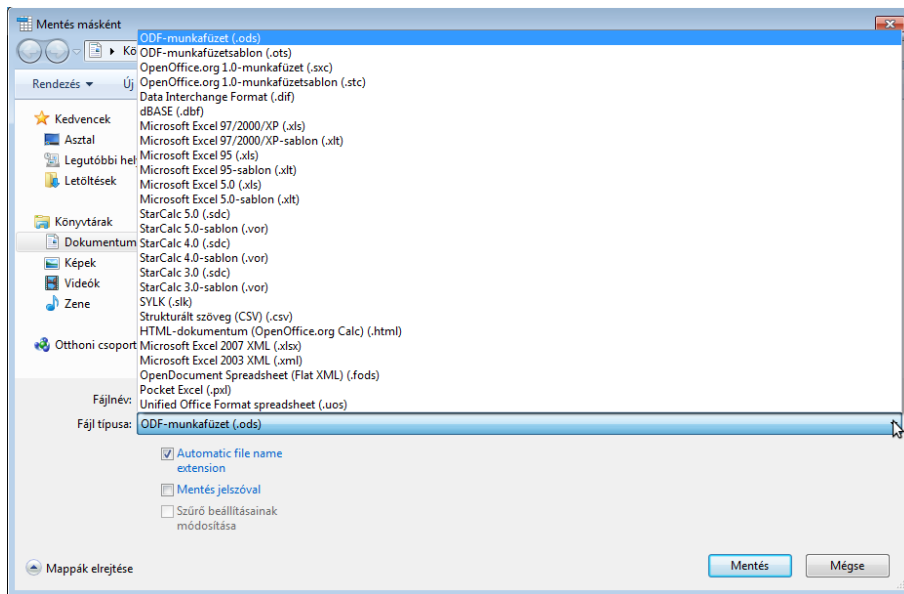 Mentés másként
Kö
Rendezés
Új
Kedvencek
Asztal
Legutóbbi hel
Letöltések
Könyvtárak
Dokumentum
Képek
Videók
Zene
Otthoni csoport
ODF-munkafüzet (.ods)
ODF-munkafüzetsablon (.ots)
OpenOffice.org 1.0-munkafüzet (.sxc)
OpenOffice.org 1.0-munkafüzetsablon (.stc)
Data Interchange Format (.dif)
dBASE (.dbf)
Microsoft Excel 97/2000/XP (.xls)
Microsoft Excel 97/2000/XP-sablon (.xlt)
Microsoft Excel 95 (.xls)
Microsoft Excel 95-sablon (.xlt)
Microsoft Excel 5.0 (.xls)
Microsoft Excel 5.0-sablon (.xlt)
StarCalc 5.0 (.sdc)
StarCalc 5.0-sablon (.vor)
StarCalc 4.0 (.sdc)
StarCalc 4.0-sablon (.vor)
StarCalc 3.0 (.sdc)
StarCalc 3.0-sablon (.vor)
SYLK (.slk)
Strukturált szöveg (CSV) (.csv)
HTML-dokumentum (OpenOffice.org Calc) (.html)
Microsoft Excel 2007 XML (.xlsx)
Microsoft Excel 2003 XML (.xml)
OpenDocument Spreadsheet (Flat XML) (.fods)
Pocket Excel (.pxl)
Unified Office Format spreadsheet (.uos)
Fájlnév:
Fájl típusa: ODF-munkafüzet (.ods)
Automatic file name
extension
Mentés jelszóval
Szűrő beállításainak
módosítása
Mappák elrejtése
Mentés
Mégse